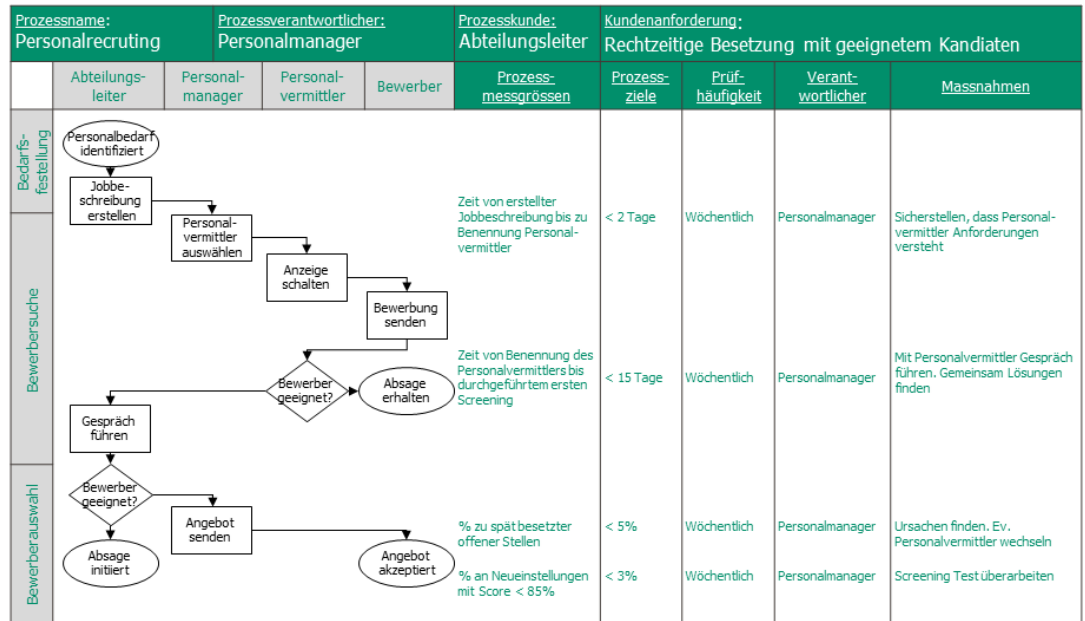 Prozessname:
Personalrecruting
Prozessverantwortlicher:
Personalmanager
Prozesskunde:
Abteilungsleiter
Kundenanforderung:
Rechtzeitige Besetzung mit geeignetem Kandiaten
Abteilungs-
leiter
Personal-
manager
Personal-
vermittler
Bewerber
Prozess-
messgrössen
Prozess-
ziele
Prüf-
häufigkeit
Verant-
wortlicher
Massnahmen
Bedarfs-
festellung
Personalbedarf
identifiziert
Jobbe-
schreibung
erstellen
Personal-
vermittler
auswählen
Zeit von erstellter
Jobbeschreibung bis zu
Benennung Personal-
vermittler
< 2 Tage
Wöchentlich
Personalmanager
Sicherstellen, dass Personal-
vermittler Anforderungen
versteht
Bewerbersuche
Anzeige
schalten
Bewerbung
senden
Bewerber
geeignet?
Absage
erhalten
Gespräch
führen
Zeit von Benennung des
Personalvermittlers bis
durchgeführtem ersten
Screening
< 15 Tage
Wöchentlich
Personalmanager
Mit Personalvermittler Gespräch
führen. Gemeinsam Lösungen
finden
Bewerberauswahl
Bewerber
geeignet?
Angebot
senden
Absage
initiiert
Angebot
akzeptiert
% zu spät besetzter
offener Stellen
< 5%
Wöchentlich
Personalmanager
Ursachen finden. Ev.
Personalvermittler wechseln
% an Neueinstellungen
mit Score < 85%
< 3%
Wöchentlich
Personalmanager
Screening Test überarbeiten